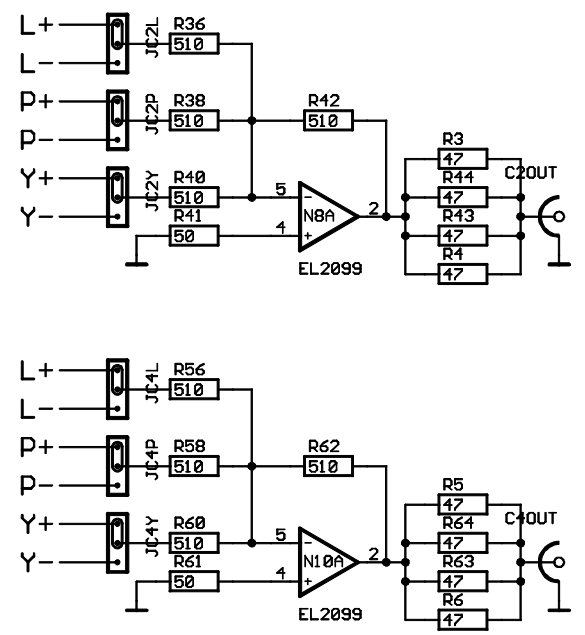 L+
JC2L
R36
510
L−
P+
JC2P
R38
510
R42
510
P−
Y+
JC2Y
R40
510
Y−
R41
50
5
−
4
+
N8A
2
EL2099
R3
47
R44
47
R43
47
R4
47
C2OUT
L+
JC4L
R56
510
L−
P+
JC4P
R58
510
R62
510
P−
Y+
JC4Y
R60
510
Y−
R61
50
5
−
4
+
N10A
2
EL2099
R5
47
R64
47
R63
47
R6
47
C4OUT